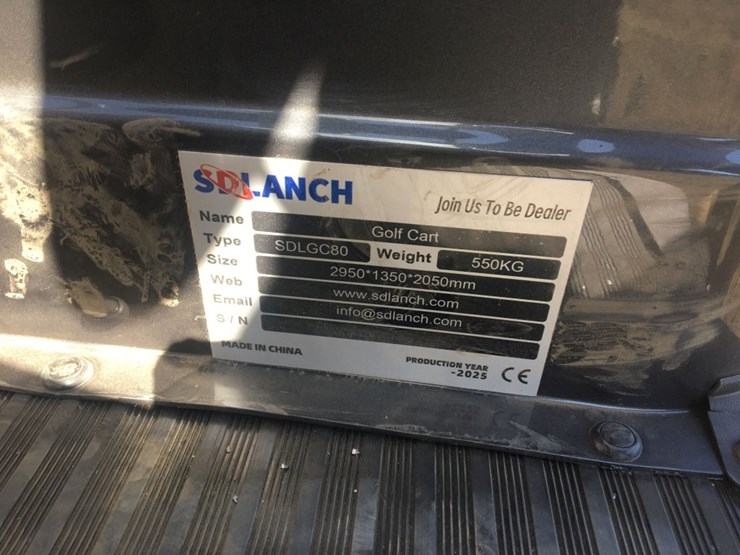 SDLANCH
Join Us To Be Dealer
Name Golf Cart
Type SDLGC80 Weight 550KG
Size 2950*1350*2050mm
Web www.sdlanch.com
Email info@sdlanch.com
S / N
MADE IN CHINA
PRODUCTION YEAR
-2025 CE